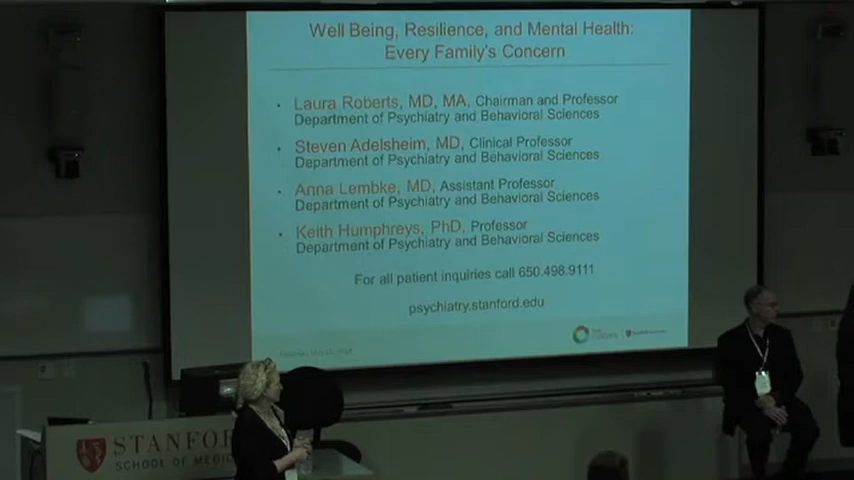 Well Being, Resilience, and Mental Health:
Every Family's Concern
• Laura Roberts, MD, MA, Chairman and Professor
Department of Psychiatry and Behavioral Sciences
• Steven Adelsheim, MD, Clinical Professor
Department of Psychiatry and Behavioral Sciences
• Anna Lembke, MD, Assistant Professor
Department of Psychiatry and Behavioral Sciences
• Keith Humphreys, PhD, Professor
Department of Psychiatry and Behavioral Sciences
For all patient inquiries call 650.498.9111
psychiatry.stanford.edu
STANFORD
SCHOOL OF MEDIC